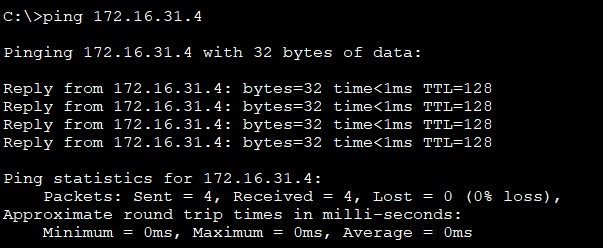 C:\>ping 172.16.31.4
Pinging 172.16.31.4 with 32 bytes of data:
Reply from 172.16.31.4: bytes=32 time<1ms TTL=128
Reply from 172.16.31.4: bytes=32 time<1ms TTL=128
Reply from 172.16.31.4: bytes=32 time<1ms TTL=128
Reply from 172.16.31.4: bytes=32 time<1ms TTL=128
Ping statistics for 172.16.31.4:
Packets: Sent = 4, Received = 4, Lost = 0 (0% loss),
Approximate round trip times in milli-seconds:
Minimum = 0ms, Maximum = 0ms, Average = 0ms